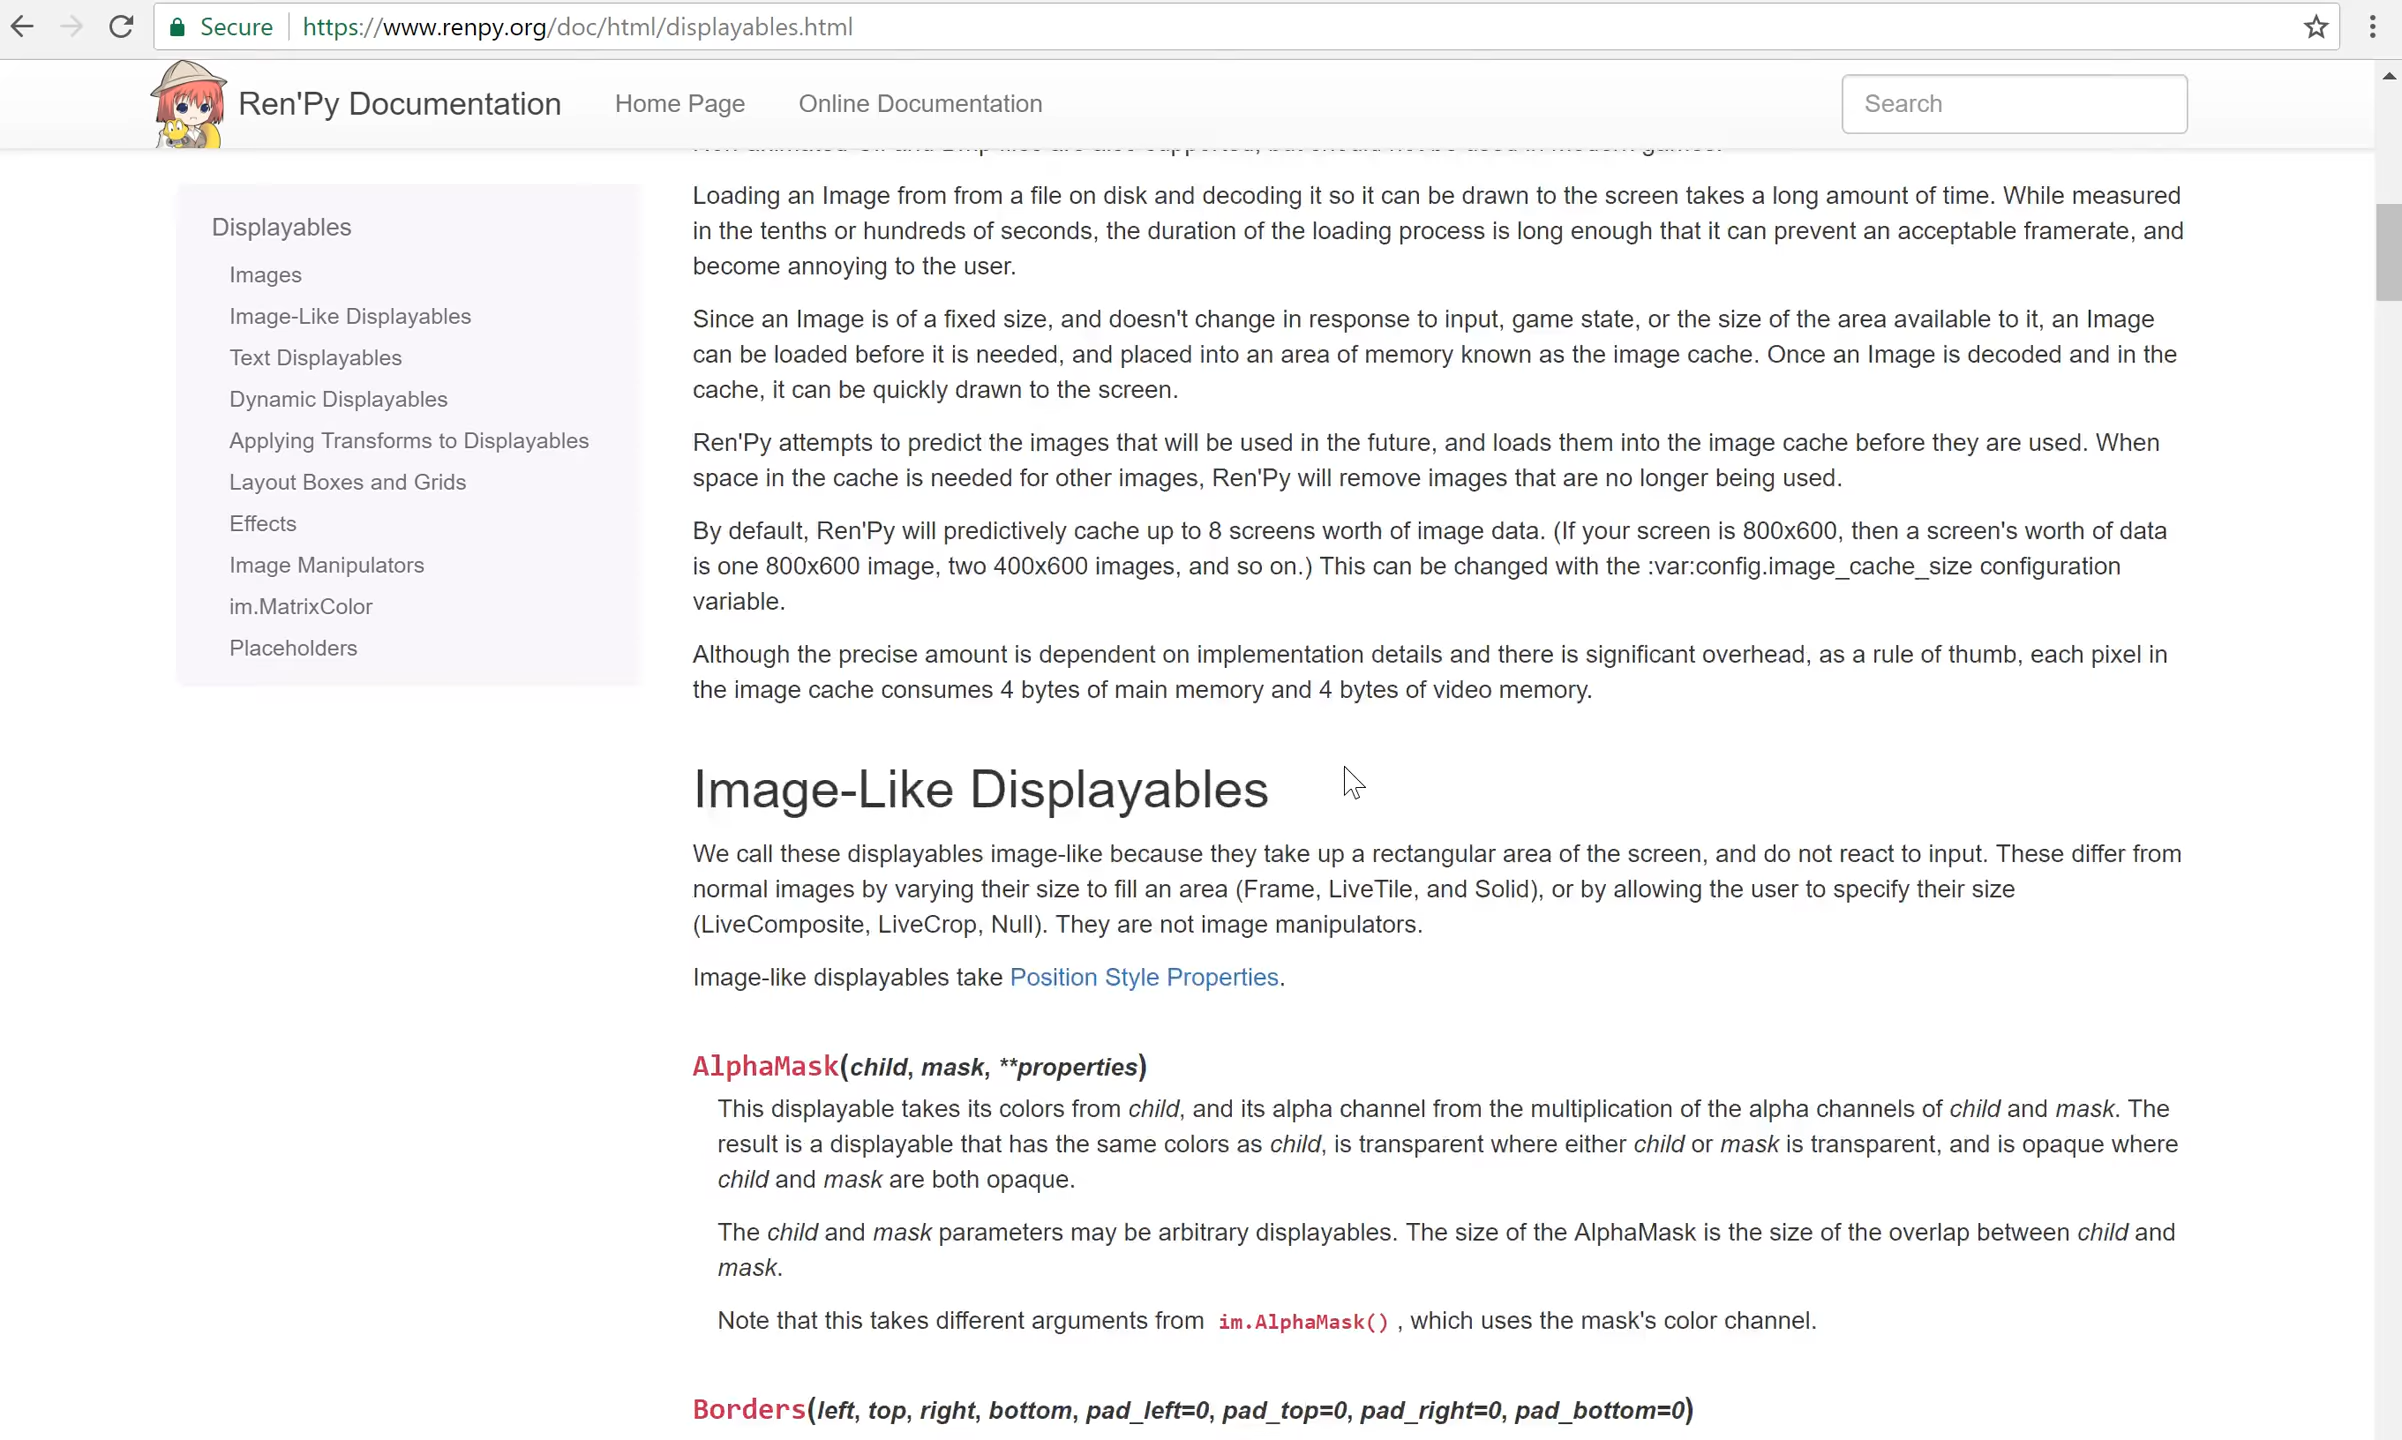 Secure https://www.renpy.org/doc/html/displayables.html
Ren'Py Documentation Home Page Online Documentation Search
Displayables
Images
Image-Like Displayables
Text Displayables
Dynamic Displayables
Applying Transforms to Displayables
Layout Boxes and Grids
Effects
Image Manipulators
im.MatrixColor
Placeholders
Loading an Image from from a file on disk and decoding it so it can be drawn to the screen takes a long amount of time. While measured
in the tenths or hundreds of seconds, the duration of the loading process is long enough that it can prevent an acceptable framerate, and
become annoying to the user.
Since an Image is of a fixed size, and doesn't change in response to input, game state, or the size of the area available to it, an Image
can be loaded before it is needed, and placed into an area of memory known as the image cache. Once an Image is decoded and in the
cache, it can be quickly drawn to the screen.
Ren'Py attempts to predict the images that will be used in the future, and loads them into the image cache before they are used. When
space in the cache is needed for other images, Ren'Py will remove images that are no longer being used.
By default, Ren'Py will predictively cache up to 8 screens worth of image data. (If your screen is 800x600, then a screen's worth of data
is one 800x600 image, two 400x600 images, and so on.) This can be changed with the :var:config.image_cache_size configuration
variable.
Although the precise amount is dependent on implementation details and there is significant overhead, as a rule of thumb, each pixel in
the image cache consumes 4 bytes of main memory and 4 bytes of video memory.
Image-Like Displayables
We call these displayables image-like because they take up a rectangular area of the screen, and do not react to input. These differ from
normal images by varying their size to fill an area (Frame, LiveTile, and Solid), or by allowing the user to specify their size
(LiveComposite, LiveCrop, Null). They are not image manipulators.
Image-like displayables take Position Style Properties.
AlphaMask(child, mask, **properties)
This displayable takes its colors from child, and its alpha channel from the multiplication of the alpha channels of child and mask. The
result is a displayable that has the same colors as child, is transparent where either child or mask is transparent, and is opaque where
child and mask are both opaque.
The child and mask parameters may be arbitrary displayables. The size of the AlphaMask is the size of the overlap between child and
mask.
Note that this takes different arguments from im.AlphaMask() , which uses the mask's color channel.
Borders(left, top, right, bottom, pad_left=0, pad_top=0, pad_right=0, pad_bottom=0)